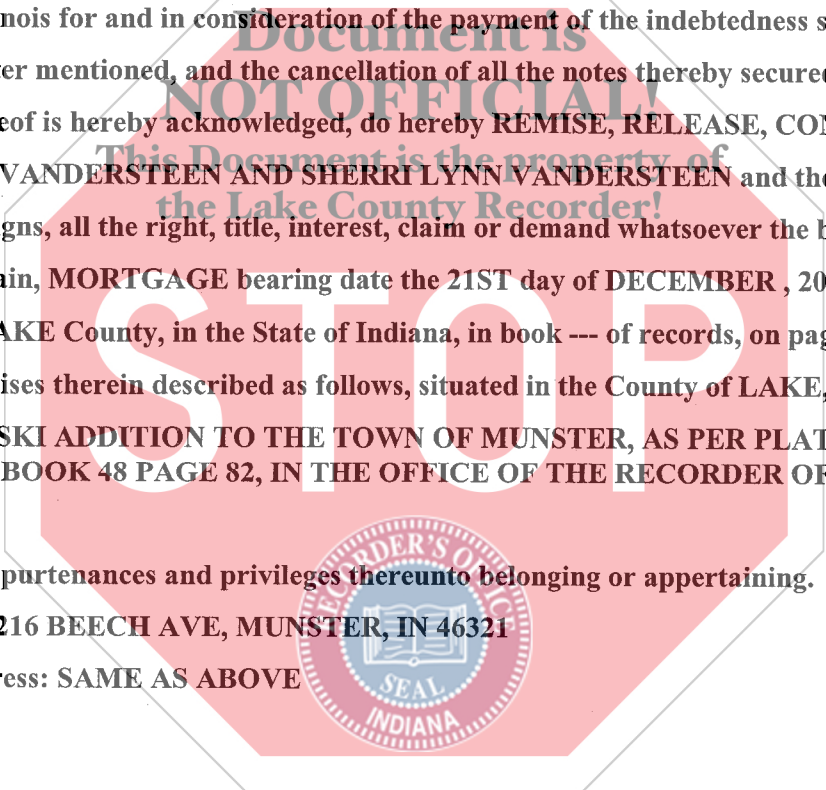 Document is
NOT OFFICIAL!
This Document is the property of
the Lake County Recorder!
STOP
nois for and in consideration of the payment of the indebtedness s
er mentioned, and the cancellation of all the notes thereby secured
eof is hereby acknowledged, do hereby REMISE, RELEASE, CON
VANDERSTEEN AND SHERRI LYNN VANDERSTEEN and the
gns, all the right, title, interest, claim or demand whatsoever the b
ain, MORTGAGE bearing date the 21ST day of DECEMBER , 20
AKE County, in the State of Indiana, in book --- of records, on pag
ises therein described as follows, situated in the County of LAKE,
SKI ADDITION TO THE TOWN OF MUNSTER, AS PER PLAT
BOOK 48 PAGE 82, IN THE OFFICE OF THE RECORDER OF
purtenances and privileges thereunto belonging or appertaining.
216 BEECH AVE, MUNSTER, IN 46321
ess: SAME AS ABOVE
RECORDER'S OFFICE
SEAL
INDIANA